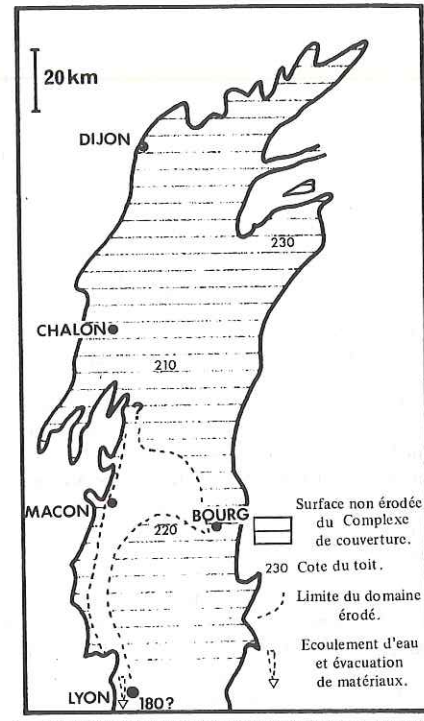 20 km
DIJON
230
CHALON
210
?
MACON
BOURG
220
Surface non érodée
du Complexe
de couverture.
230 Cote du toit.
Limite du domaine
érodé.
Ecoulement d'eau
et évacuation
de matériaux.
LYON
180?